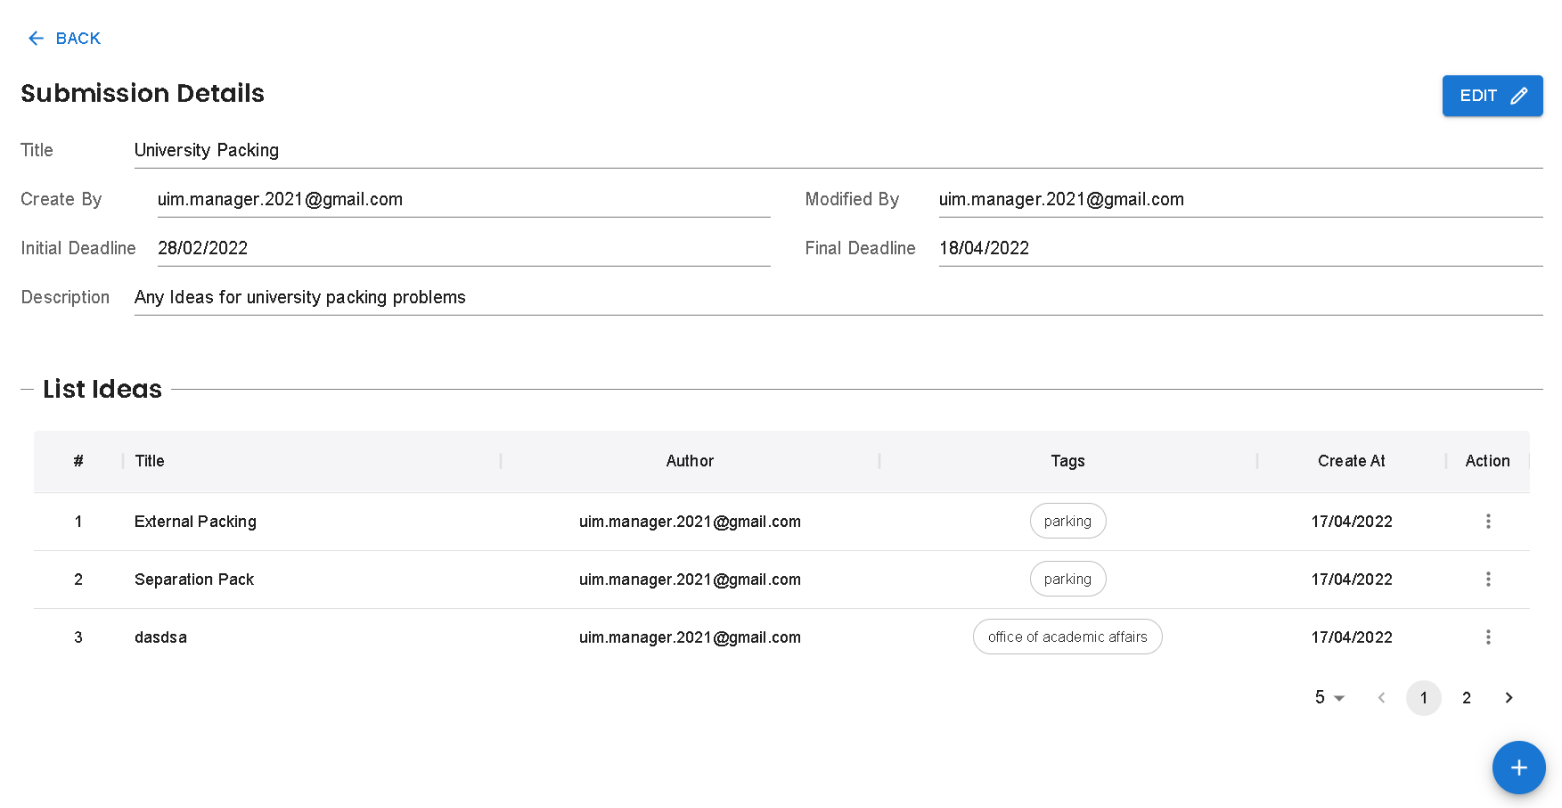 BACK
Submission Details
EDIT
Title University Packing
Create By uim.manager.2021@gmail.com Modified By uim.manager.2021@gmail.com
Initial Deadline 28/02/2022 Final Deadline 18/04/2022
Description Any Ideas for university packing problems
List Ideas
# Title Author Tags Create At Action
1 External Packing uim.manager.2021@gmail.com parking 17/04/2022
2 Separation Pack uim.manager.2021@gmail.com parking 17/04/2022
3 dasdsa uim.manager.2021@gmail.com office of academic affairs 17/04/2022
5 1 2